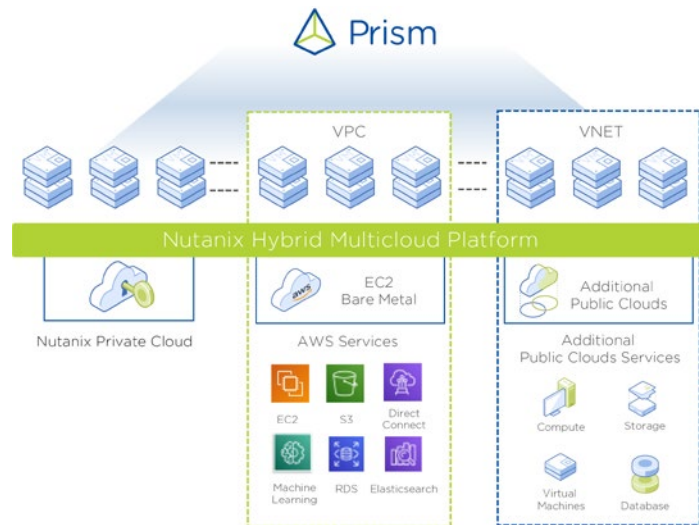 Prism
VPC
VNET
Nutanix Hybrid Multicloud Platform
Nutanix Private Cloud
aws
EC2
Bare Metal
Additional
Public Clouds
AWS Services
EC2
S3
Direct
Connect
Machine
Learning
RDS
Elasticsearch
Additional
Public Clouds Services
Compute
Storage
Virtual
Machines
Database